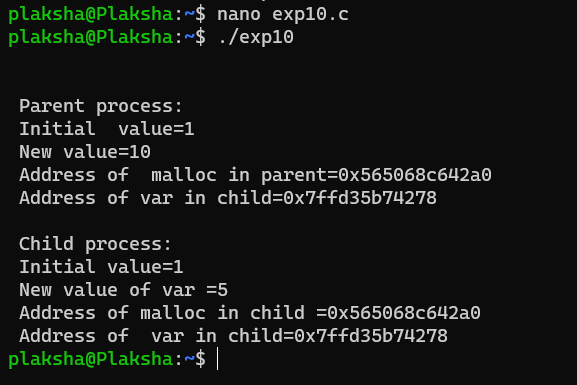 plaksha@Plaksha:~$ nano exp10.c
plaksha@Plaksha:~$ ./exp10
Parent process:
Initial  value=1
New value=10
Address of  malloc in parent=0x565068c642a0
Address of var in child=0x7ffd35b74278
Child process:
Initial value=1
New value of var =5
Address of malloc in child =0x565068c642a0
Address of  var in child=0x7ffd35b74278
plaksha@Plaksha:~$